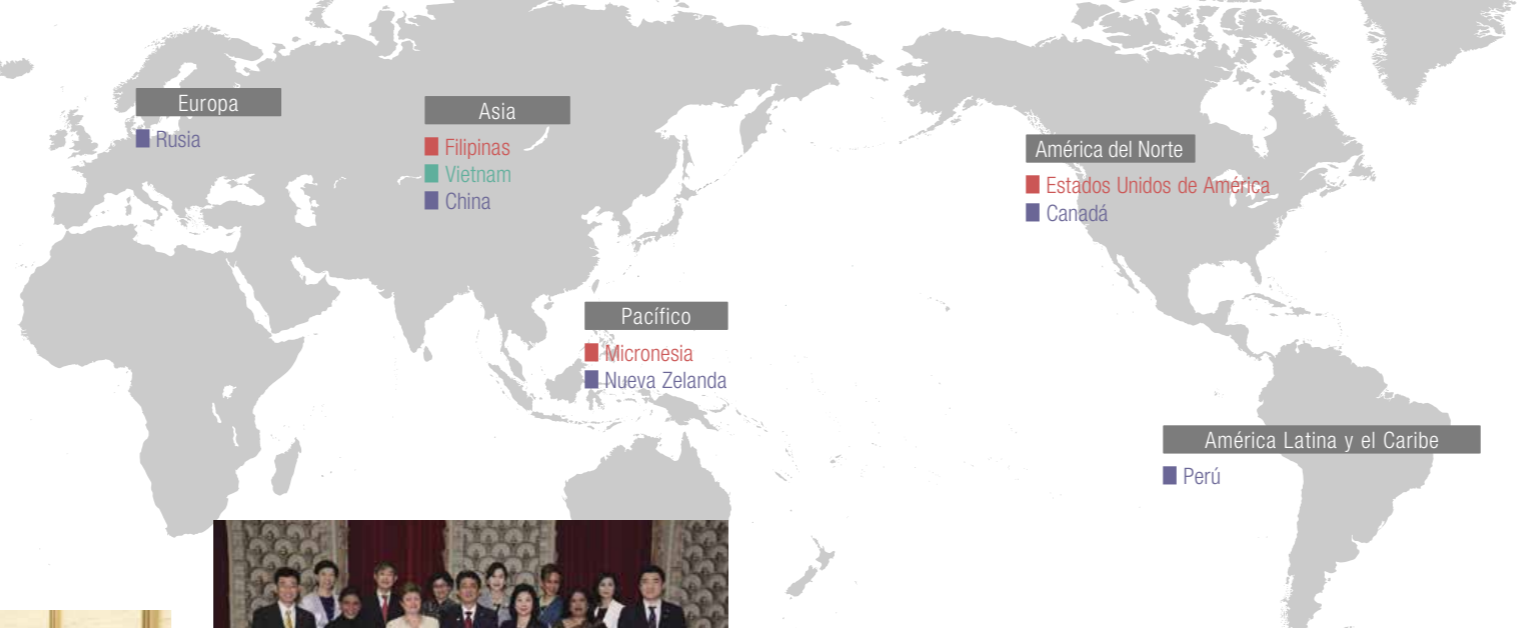 Europa
Rusia
Asia
Filipinas
Vietnam
China
Pacífico
Micronesia
Nueva Zelanda
América del Norte
Estados Unidos de América
Canadá
América Latina y el Caribe
Perú